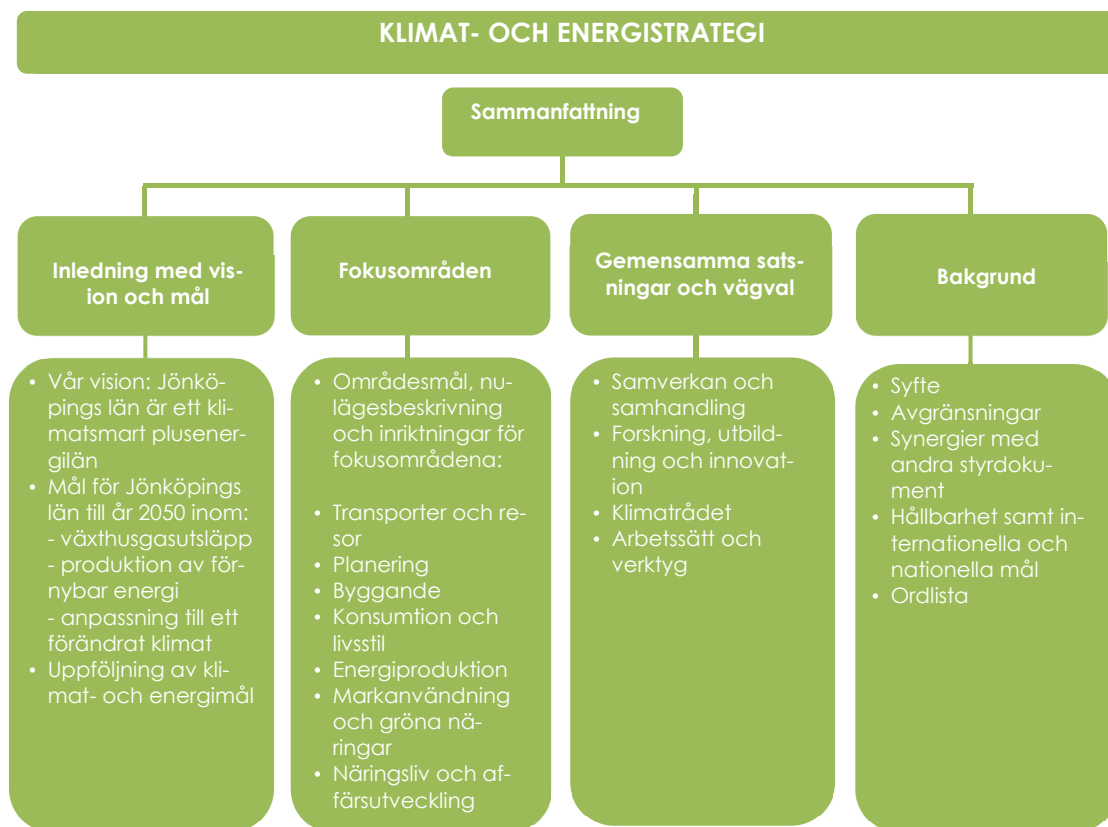 KLIMAT- OCH ENERGISTRATEGI
Sammanfattning
Inledning med vis-
ion och mål
• Vår vision: Jönkö-
pings län är ett kli-
matsmart plusener-
gilän
• Mål för Jönköpings
län till år 2050 inom:
- växthusgasutsläpp
- produktion av för-
nybar energi
- anpassning till ett
förändrat klimat
• Uppföljning av kli-
mat- och energimål
Fokusområden
• Områdesmål, nu-
lägesbeskrivning
och inriktningar för
fokusområdena:
• Transporter och re-
sor
• Planering
• Byggande
• Konsumtion och
livsstil
• Energiproduktion
• Markanvändning
och gröna nä-
ringar
• Näringsliv och af-
färsutveckling
Gemensamma sats-
ningar och vägval
• Samverkan och
samhandling
• Forskning, utbild-
ning och innovat-
ion
• Klimatrådet
• Arbetssätt och
verktyg
Bakgrund
• Syfte
• Avgränsningar
• Synergier med
andra styrdoku-
ment
• Hållbarhet samt in-
ternationella och
nationella mål
• Ordlista